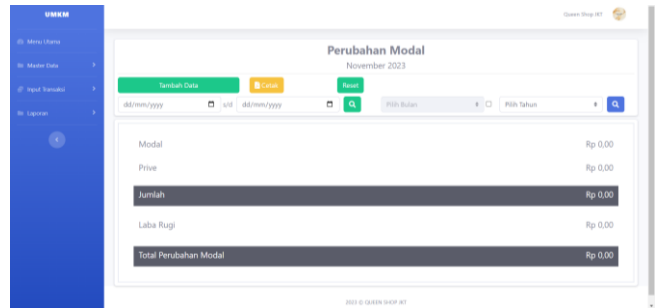 UMKM
Queen Shop JKT
Menu Utama
Master Data
Input Transaksi
Laporan
Perubahan Modal
November 2023
Tambah Data
Cetak
Reset
dd/mm/yyyy
s/d
dd/mm/yyyy
Pilih Bulan
Pilih Tahun
Modal Rp 0,00
Prive Rp 0,00
Jumlah Rp 0,00
Laba Rugi Rp 0,00
Total Perubahan Modal Rp 0,00
2023 © QUEEN SHOP JKT